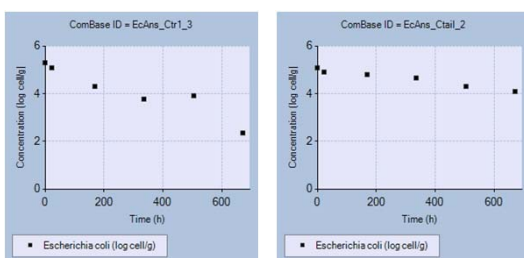 ComBase ID = EcAns_Ctr1_3
Concentration (log cell/g)
6
4
2
0
0 200 400 600
Time (h)
Escherichia coli (log cell/g)
ComBase ID = EcAns_Ctail_2
Concentration (log cell/g)
6
4
2
0
0 200 400 600
Time (h)
Escherichia coli (log cell/g)